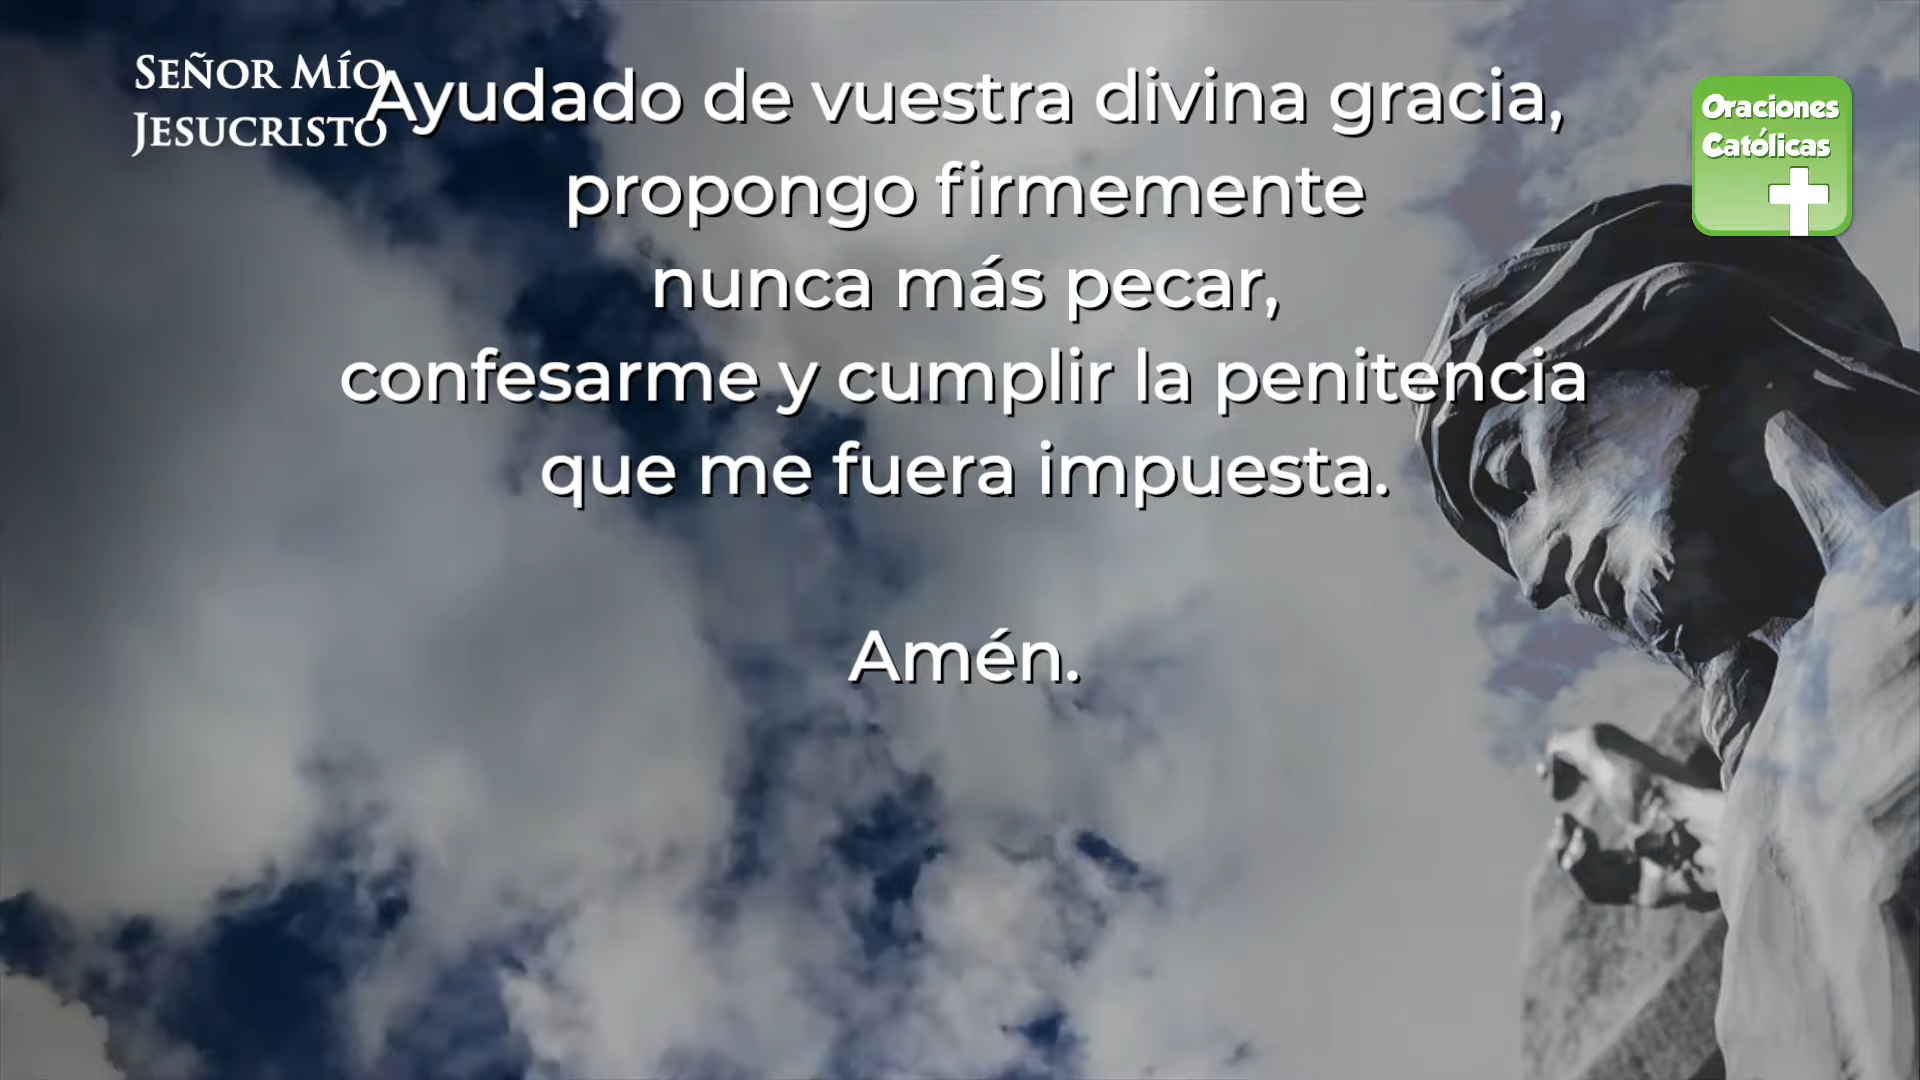 SEÑOR MÍO
JESUCRISTO
Ayudado de vuestra divina gracia,
propongo firmemente
nunca más pecar,
confesarme y cumplir la penitencia
que me fuera impuesta.
Amén.
Oraciones
Católicas